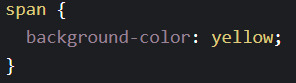 span {
  background-color: yellow;
}